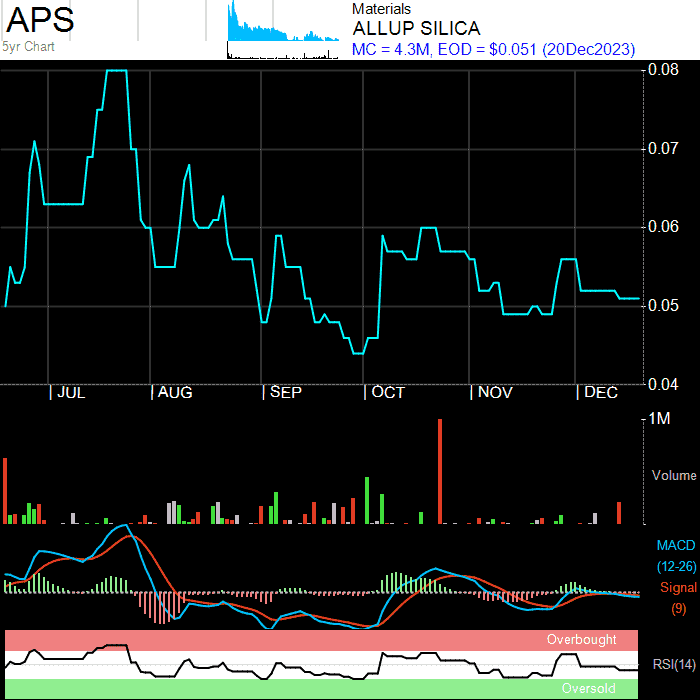 APS
5yr Chart
Materials
ALLUP SILICA
MC = 4.3M, EOD = $0.051 (20Dec2023)
0.08
0.07
0.06
0.05
0.04
JUL AUG SEP OCT NOV DEC
1M
Volume
MACD
(12-26)
Signal
(9)
Overbought
RSI(14)
Oversold